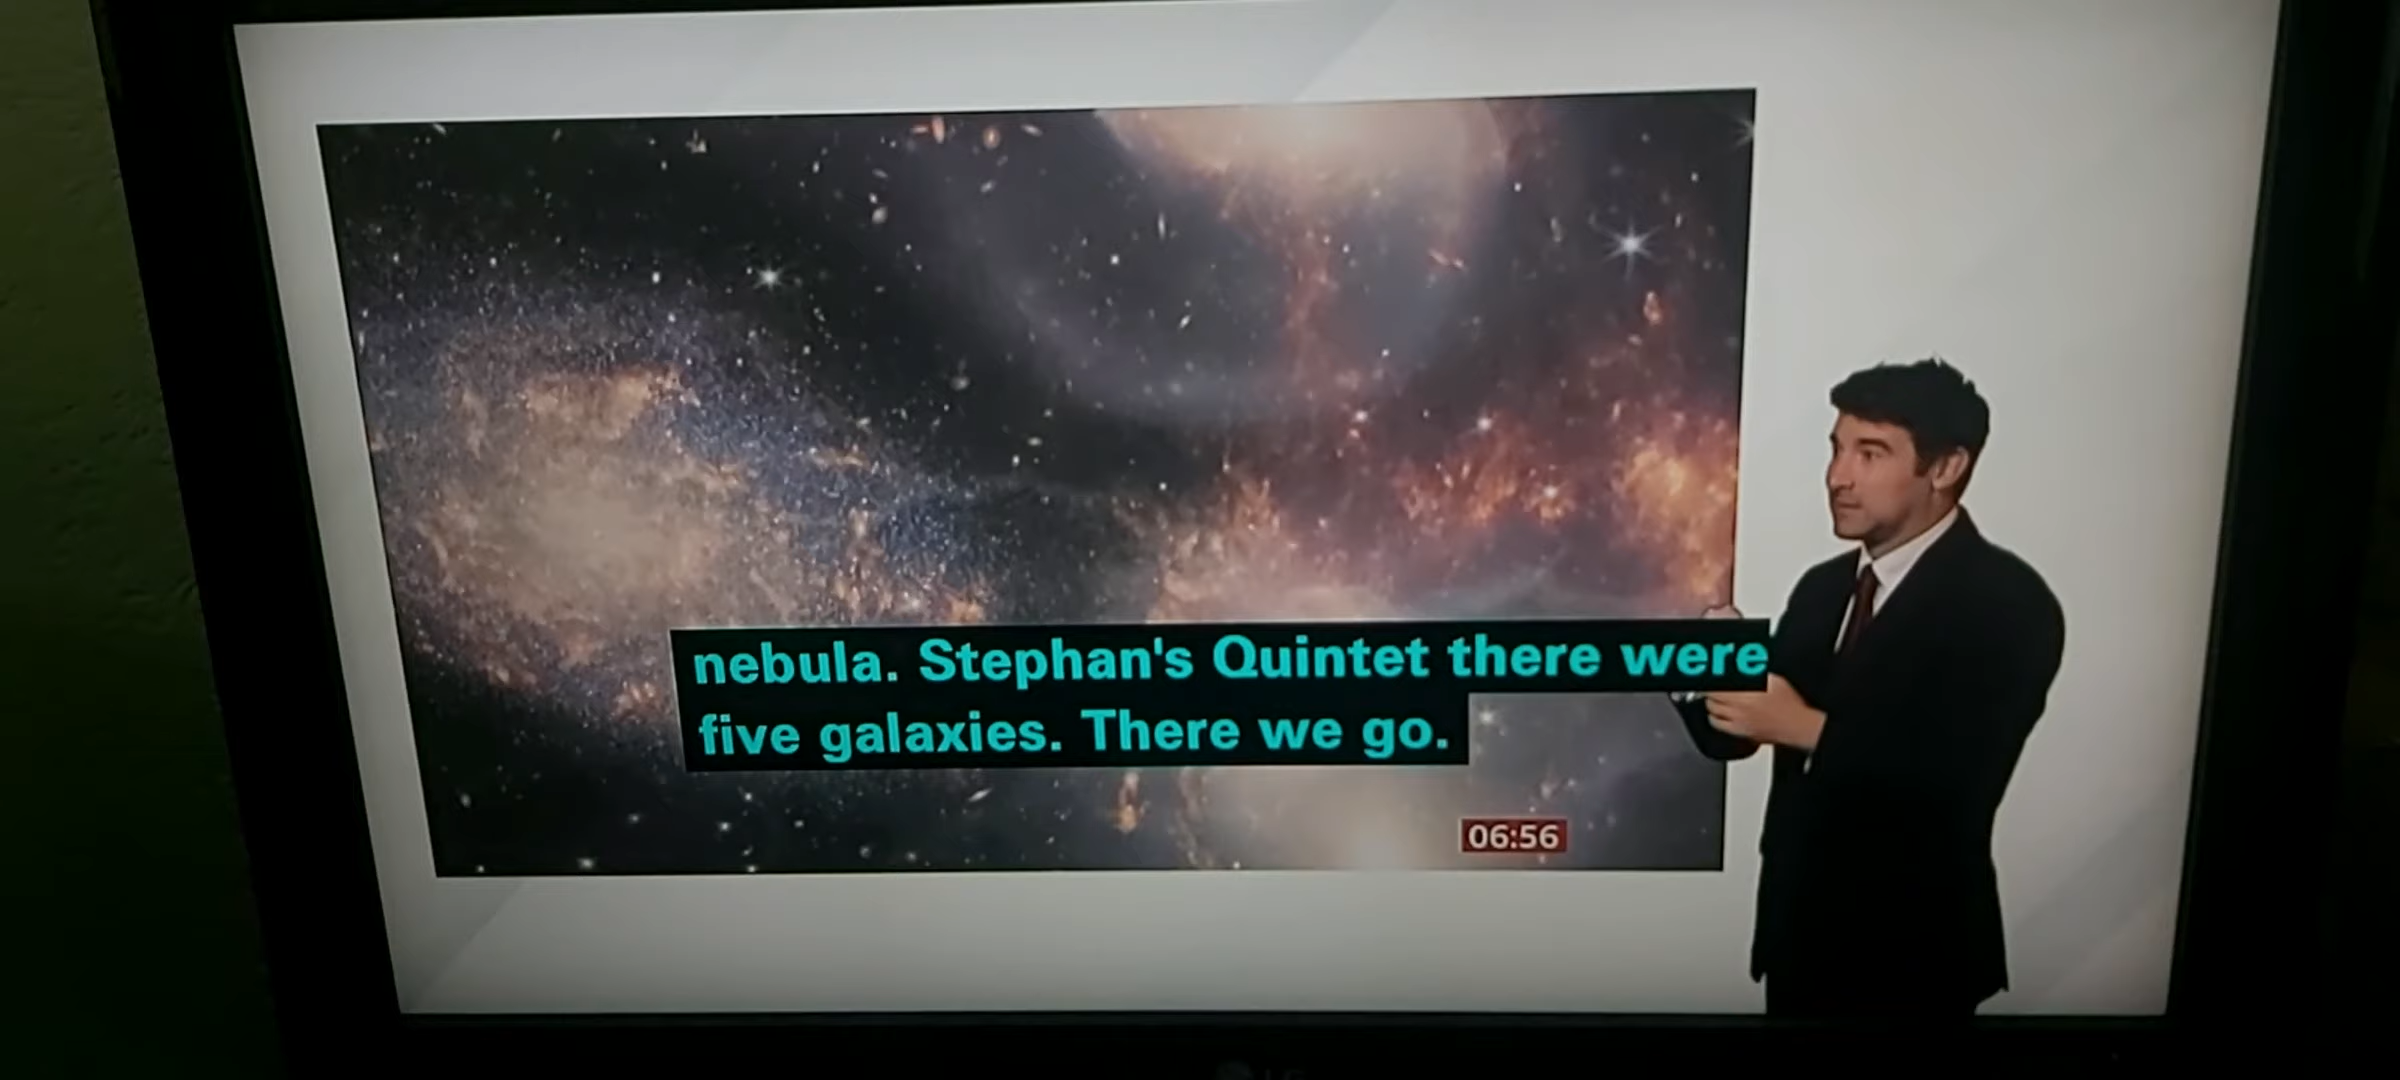 nebula. Stephan's Quintet there were
five galaxies. There we go.
06:56